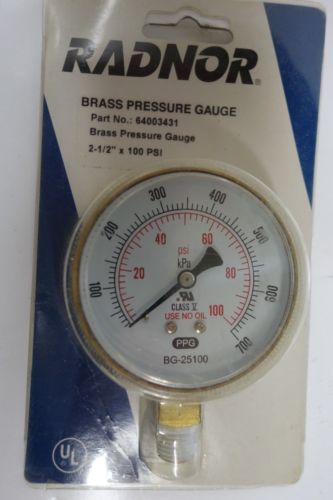 RADNOR®
BRASS PRESSURE GAUGE
Part No.: 64003431
Brass Pressure Gauge
2-1/2" x 100 PSI
100 200 300 400 500 600 700
20 40 60 80 100
psi
kPa
CLASS V
USE NO OIL
PPG
BG-25100
UL